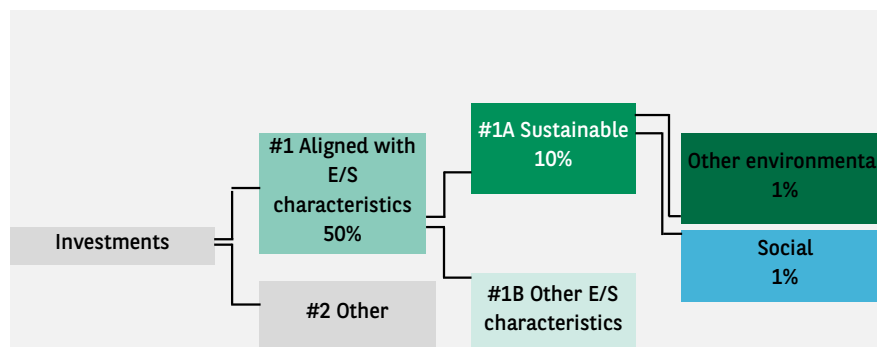 Investments
#1 Aligned with
E/S
characteristics
50%
#2 Other
#1A Sustainable
10%
#1B Other E/S
characteristics
Other environmenta
1%
Social
1%